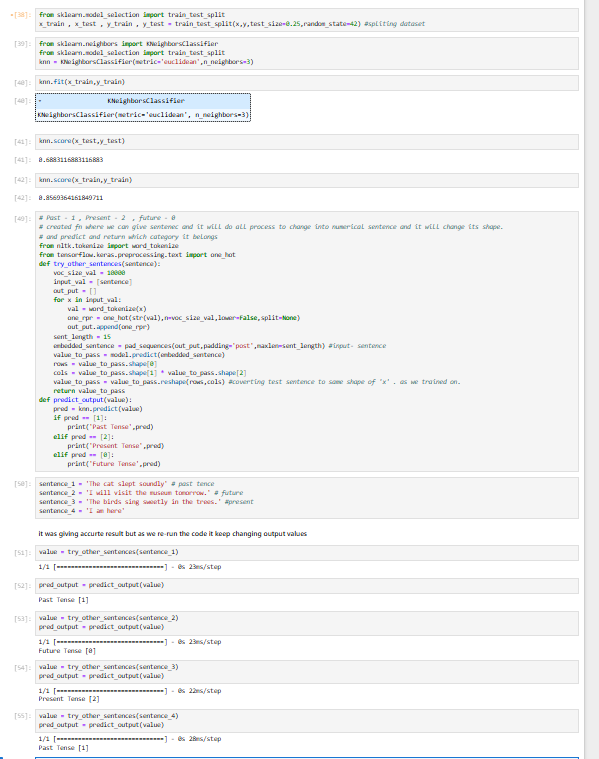 [38]: from sklearn.model_selection import train_test_split
x_train , x_test , y_train , y_test = train_test_split(x,y,test_size=0.25,random_state=42) #spliting dataset
[39]: from sklearn.neighbors import KNeighborsClassifier
from sklearn.model_selection import train_test_split
knn = KNeighborsClassifier(metric='euclidean',n_neighbors=3)
[40]: knn.fit(x_train,y_train)
[40]: KNeighborsClassifier
KNeighborsClassifier(metric='euclidean', n_neighbors=3)
[41]: knn.score(x_test,y_test)
[41]: 0.6883116883116883
[42]: knn.score(x_train,y_train)
[42]: 0.8569364161849711
[49]: # Past - 1 , Present - 2 , future - 0
# created fn where we can give sentenec and it will do all process to change into numerical sentence and it will change its shape.
# and predict and return which category it belongs
from nltk.tokenize import word_tokenize
from tensorflow.keras.preprocessing.text import one_hot
def try_other_sentences(sentence):
voc_size_val = 10000
input_val = [sentence]
out_put = []
for x in input_val:
val = word_tokenize(x)
one_rpr = one_hot(str(val),n=voc_size_val,lower=False,split=None)
out_put.append(one_rpr)
sent_length = 15
embedded_sentence = pad_sequences(out_put,padding='post',maxlen=sent_length) #input- sentence
value_to_pass = model.predict(embedded_sentence)
rows = value_to_pass.shape[0]
cols = value_to_pass.shape[1] * value_to_pass.shape[2]
value_to_pass = value_to_pass.reshape(rows,cols) #coverting test sentence to same shape of 'x' . as we trained on.
return value_to_pass
def predict_output(value):
pred = knn.predict(value)
if pred == [1]:
print('Past Tense',pred)
elif pred == [2]:
print('Present Tense',pred)
elif pred == [0]:
print('Future Tense',pred)
[50]: sentence_1 = 'The cat slept soundly' # past tence
sentence_2 = 'I will visit the museum tomorrow.' # future
sentence_3 = 'The birds sing sweetly in the trees.' #present
sentence_4 = 'I am here'
it was giving accurte result but as we re-run the code it keep changing output values
[51]: value = try_other_sentences(sentence_1)
1/1 [==============================] - 0s 23ms/step
[52]: pred_output = predict_output(value)
Past Tense [1]
[53]: value = try_other_sentences(sentence_2)
pred_output = predict_output(value)
1/1 [==============================] - 0s 23ms/step
Future Tense [0]
[54]: value = try_other_sentences(sentence_3)
pred_output = predict_output(value)
1/1 [==============================] - 0s 22ms/step
Present Tense [2]
[55]: value = try_other_sentences(sentence_4)
pred_output = predict_output(value)
1/1 [==============================] - 0s 28ms/step
Past Tense [1]